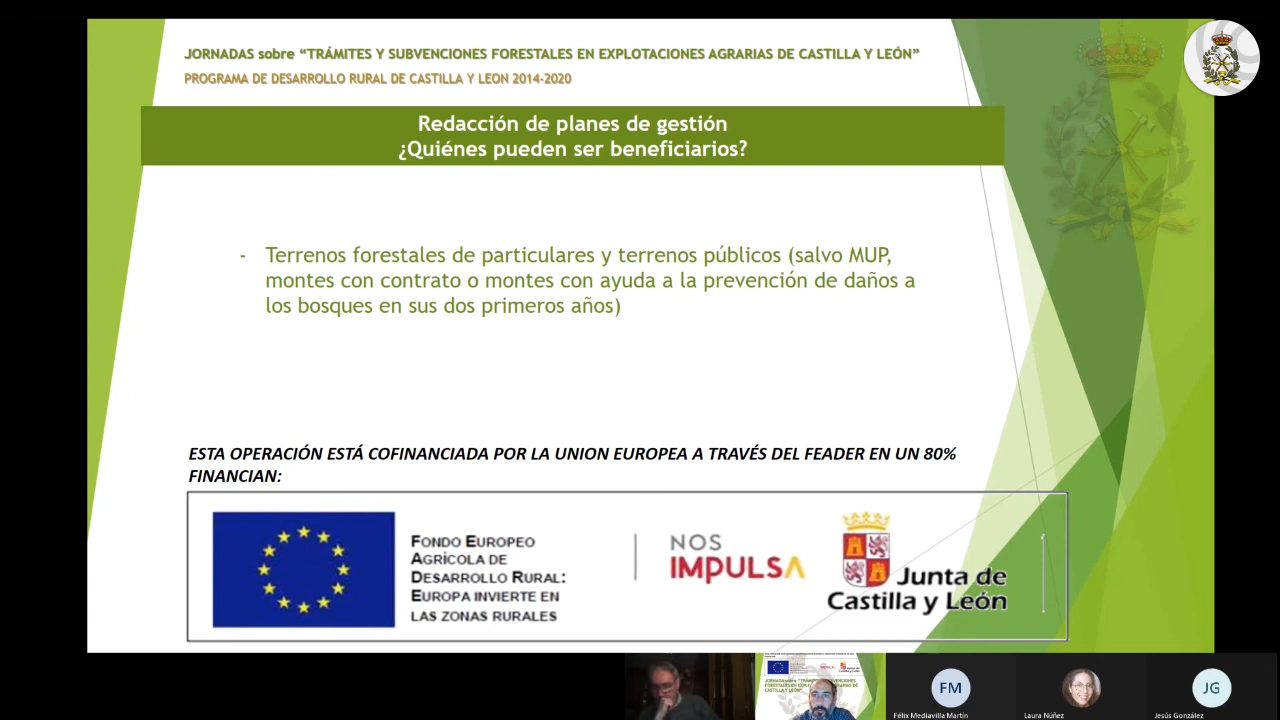 JORNADAS sobre “TRÁMITES Y SUBVENCIONES FORESTALES EN EXPLOTACIONES AGRARIAS DE CASTILLA Y LEÓN”
PROGRAMA DE DESARROLLO RURAL DE CASTILLA Y LEON 2014-2020
Redacción de planes de gestión
¿Quiénes pueden ser beneficiarios?
- Terrenos forestales de particulares y terrenos públicos (salvo MUP,
montes con contrato o montes con ayuda a la prevención de daños a
los bosques en sus dos primeros años)
ESTA OPERACIÓN ESTÁ COFINANCIADA POR LA UNION EUROPEA A TRAVÉS DEL FEADER EN UN 80%
FINANCIAN:
FONDO EUROPEO
AGRÍCOLA DE
DESARROLLO RURAL:
EUROPA INVIERTE EN
LAS ZONAS RURALES
NOS
IMPULSA
Junta de
Castilla y León
FM
JG
Félix Mediavilla Martín
Laura Núñez
Jesús González